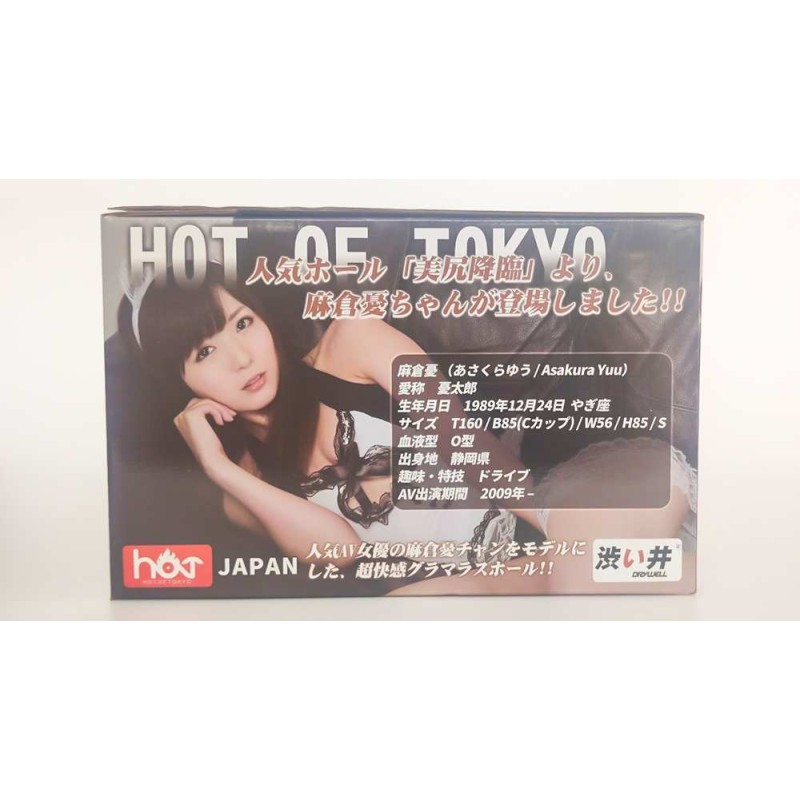 HOT OF TOKYO
人気ホール「美尻降臨」より、
麻倉憂ちゃんが登場しました!!
麻倉憂 （あさくらゆう / Asakura Yuu）
愛称 憂太郎
生年月日 1989年12月24日 やぎ座
サイズ T160 / B85(Cカップ) / W56 / H85 / S
血液型 O型
出身地 静岡県
趣味・特技 ドライブ
AV出演期間 2009年 –
人気AV女優の麻倉憂チャンをモデルに
した、超快感グラマラスホール!!
hot JAPAN
HOT OF TOKYO
渋い井
DRYWELL